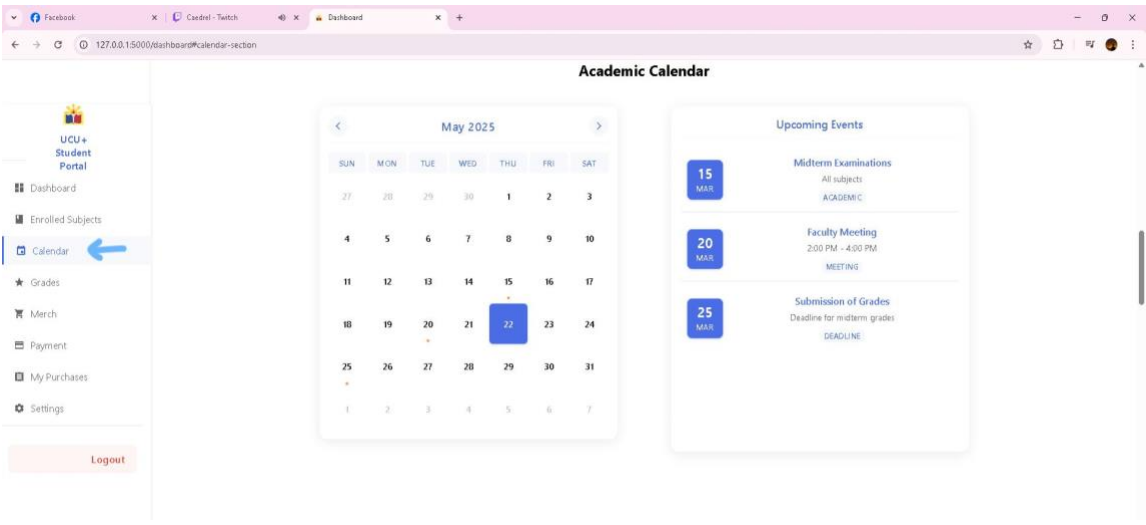 Facebook
Caedrel - Twitch
Dashboard
127.0.0.1:5000/dashboard#calendar-section
UCU+
Student
Portal
Dashboard
Enrolled Subjects
Calendar
Grades
Merch
Payment
My Purchases
Settings
Logout
Academic Calendar
May 2025
SUN MON TUE WED THU FRI SAT
27 28 29 30 1 2 3
4 5 6 7 8 9 10
11 12 13 14 15 16 17
18 19 20 21 22 23 24
25 26 27 28 29 30 31
1 2 3 4 5 6 7
Upcoming Events
15
MAR
Midterm Examinations
All subjects
ACADEMIC
20
MAR
Faculty Meeting
2:00 PM - 4:00 PM
MEETING
25
MAR
Submission of Grades
Deadline for midterm grades
DEADLINE